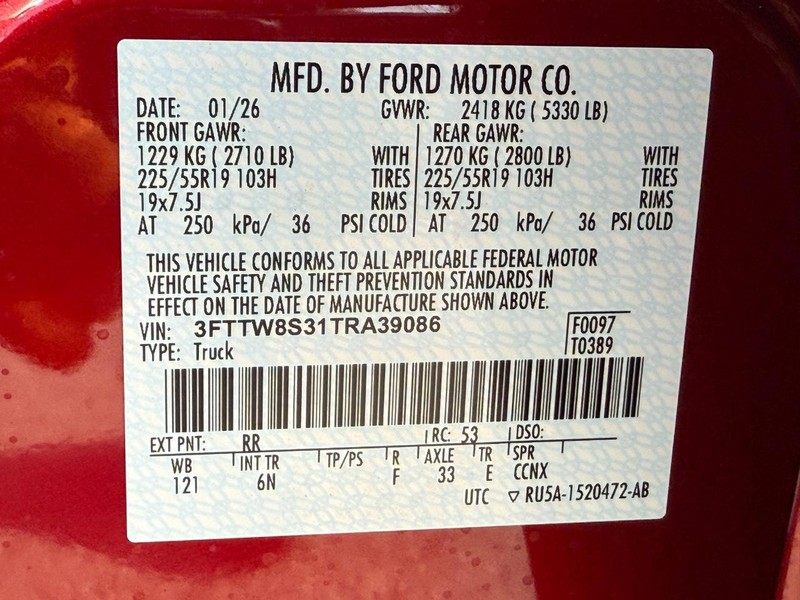 MFD. BY FORD MOTOR CO.
DATE: 01/26 GVWR: 2418 KG ( 5330 LB)
FRONT GAWR: REAR GAWR:
1229 KG ( 2710 LB) WITH 1270 KG ( 2800 LB) WITH
225/55R19 103H TIRES 225/55R19 103H TIRES
19x7.5J RIMS 19x7.5J RIMS
AT 250 kPa/ 36 PSI COLD AT 250 kPa/ 36 PSI COLD
THIS VEHICLE CONFORMS TO ALL APPLICABLE FEDERAL MOTOR
VEHICLE SAFETY AND THEFT PREVENTION STANDARDS IN
EFFECT ON THE DATE OF MANUFACTURE SHOWN ABOVE.
VIN: 3FTTW8S31TRA39086 F0097
TYPE: Truck T0389
EXT PNT: RR RC: 53 DSO:
WB INT TR TP/PS R AXLE TR SPR
121 6N F 33 E CCNX
UTC ▽ RU5A-1520472-AB